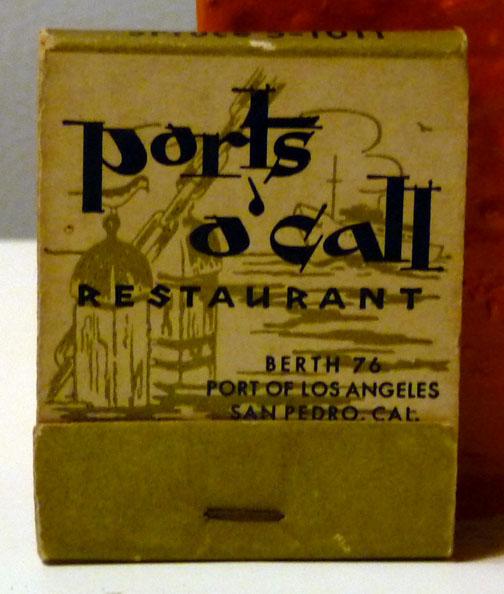 ports
o' call
RESTAURANT
BERTH 76
PORT OF LOS ANGELES
SAN PEDRO, CAL.